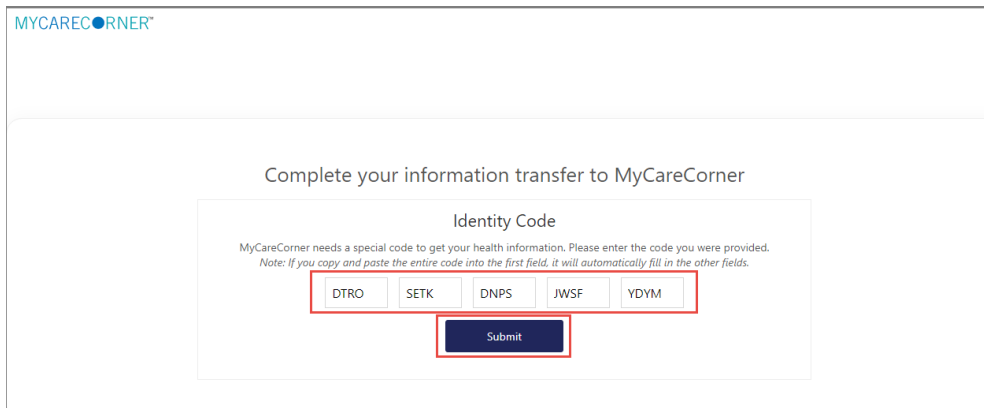 MYCARECORNER™
Complete your information transfer to MyCareCorner
Identity Code
MyCareCorner needs a special code to get your health information. Please enter the code you were provided.
Note: If you copy and paste the entire code into the first field, it will automatically fill in the other fields.
DTRO SETK DNPS JWSF YDYM
Submit